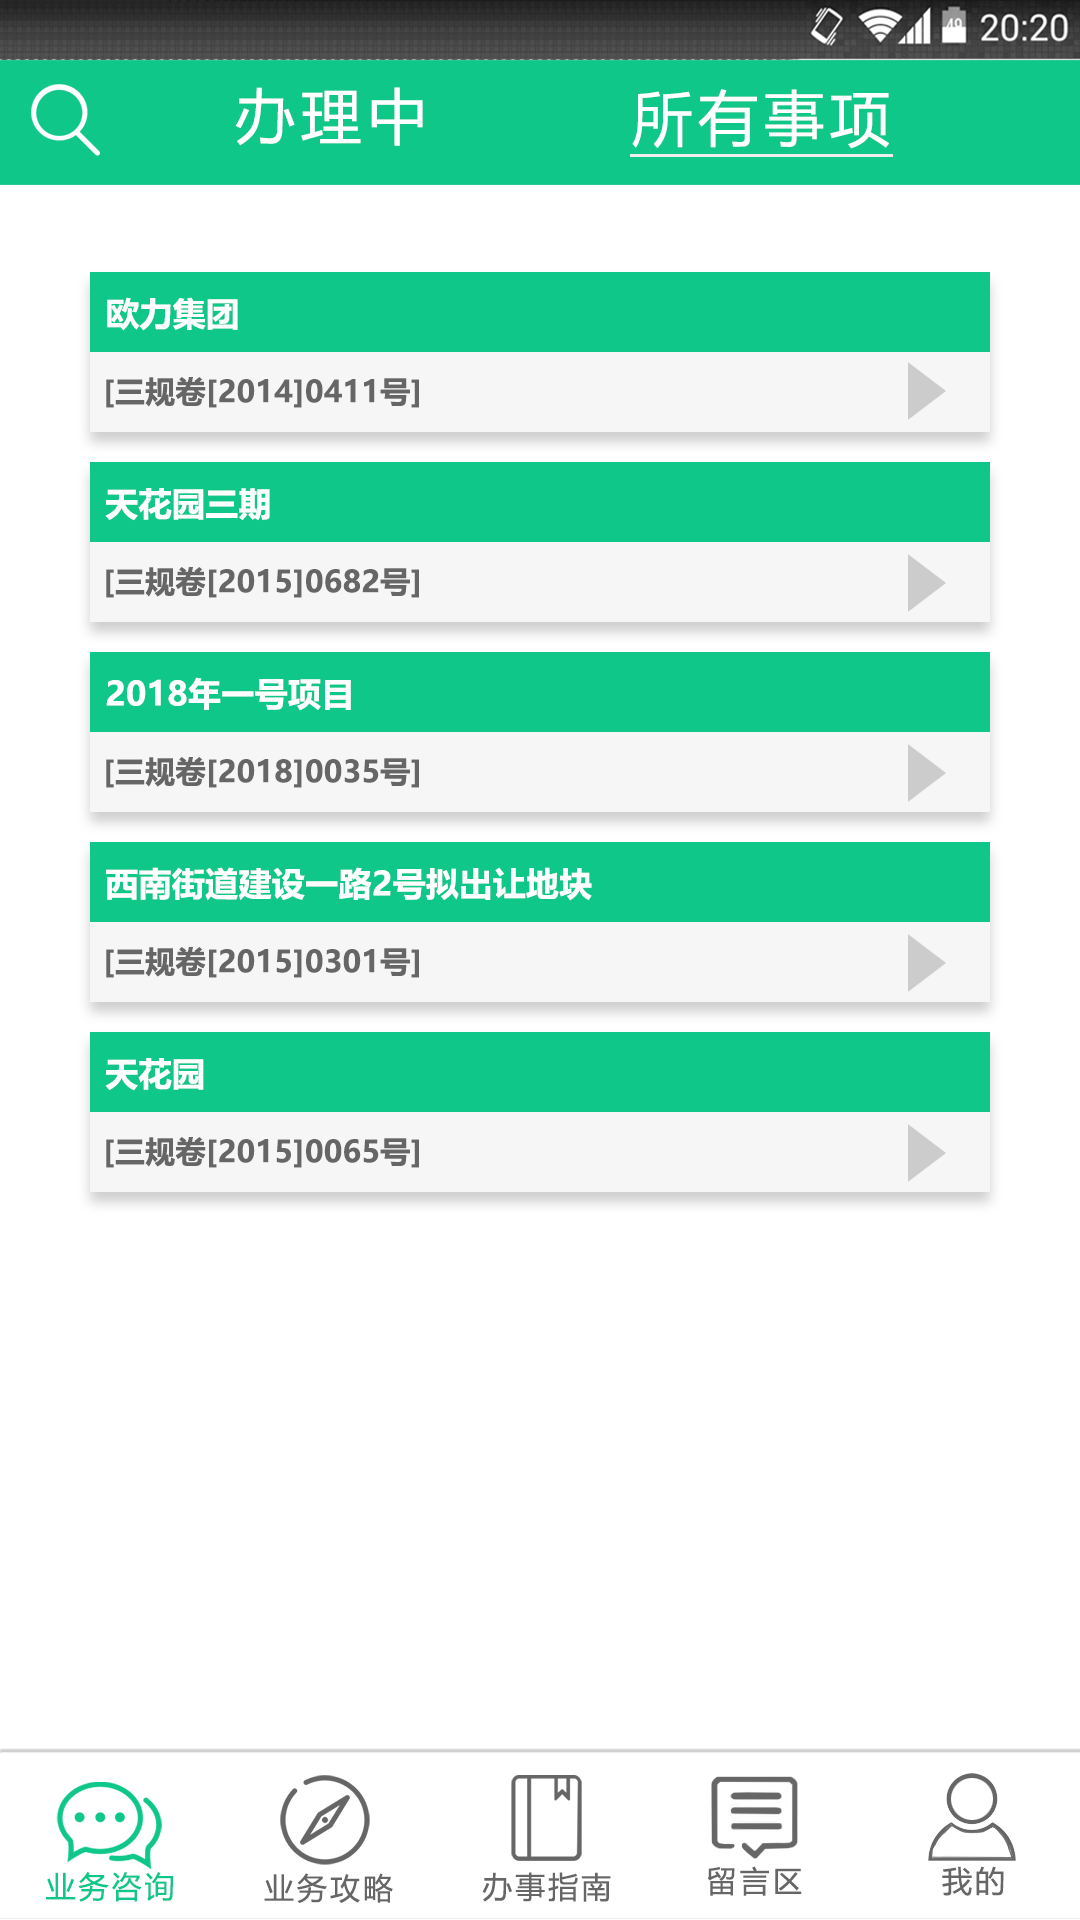 49 20:20
办理中 所有事项
欧力集团
[三规卷[2014]0411号]
天花园三期
[三规卷[2015]0682号]
2018年一号项目
[三规卷[2018]0035号]
西南街道建设一路2号拟出让地块
[三规卷[2015]0301号]
天花园
[三规卷[2015]0065号]
业务咨询 业务攻略 办事指南 留言区 我的